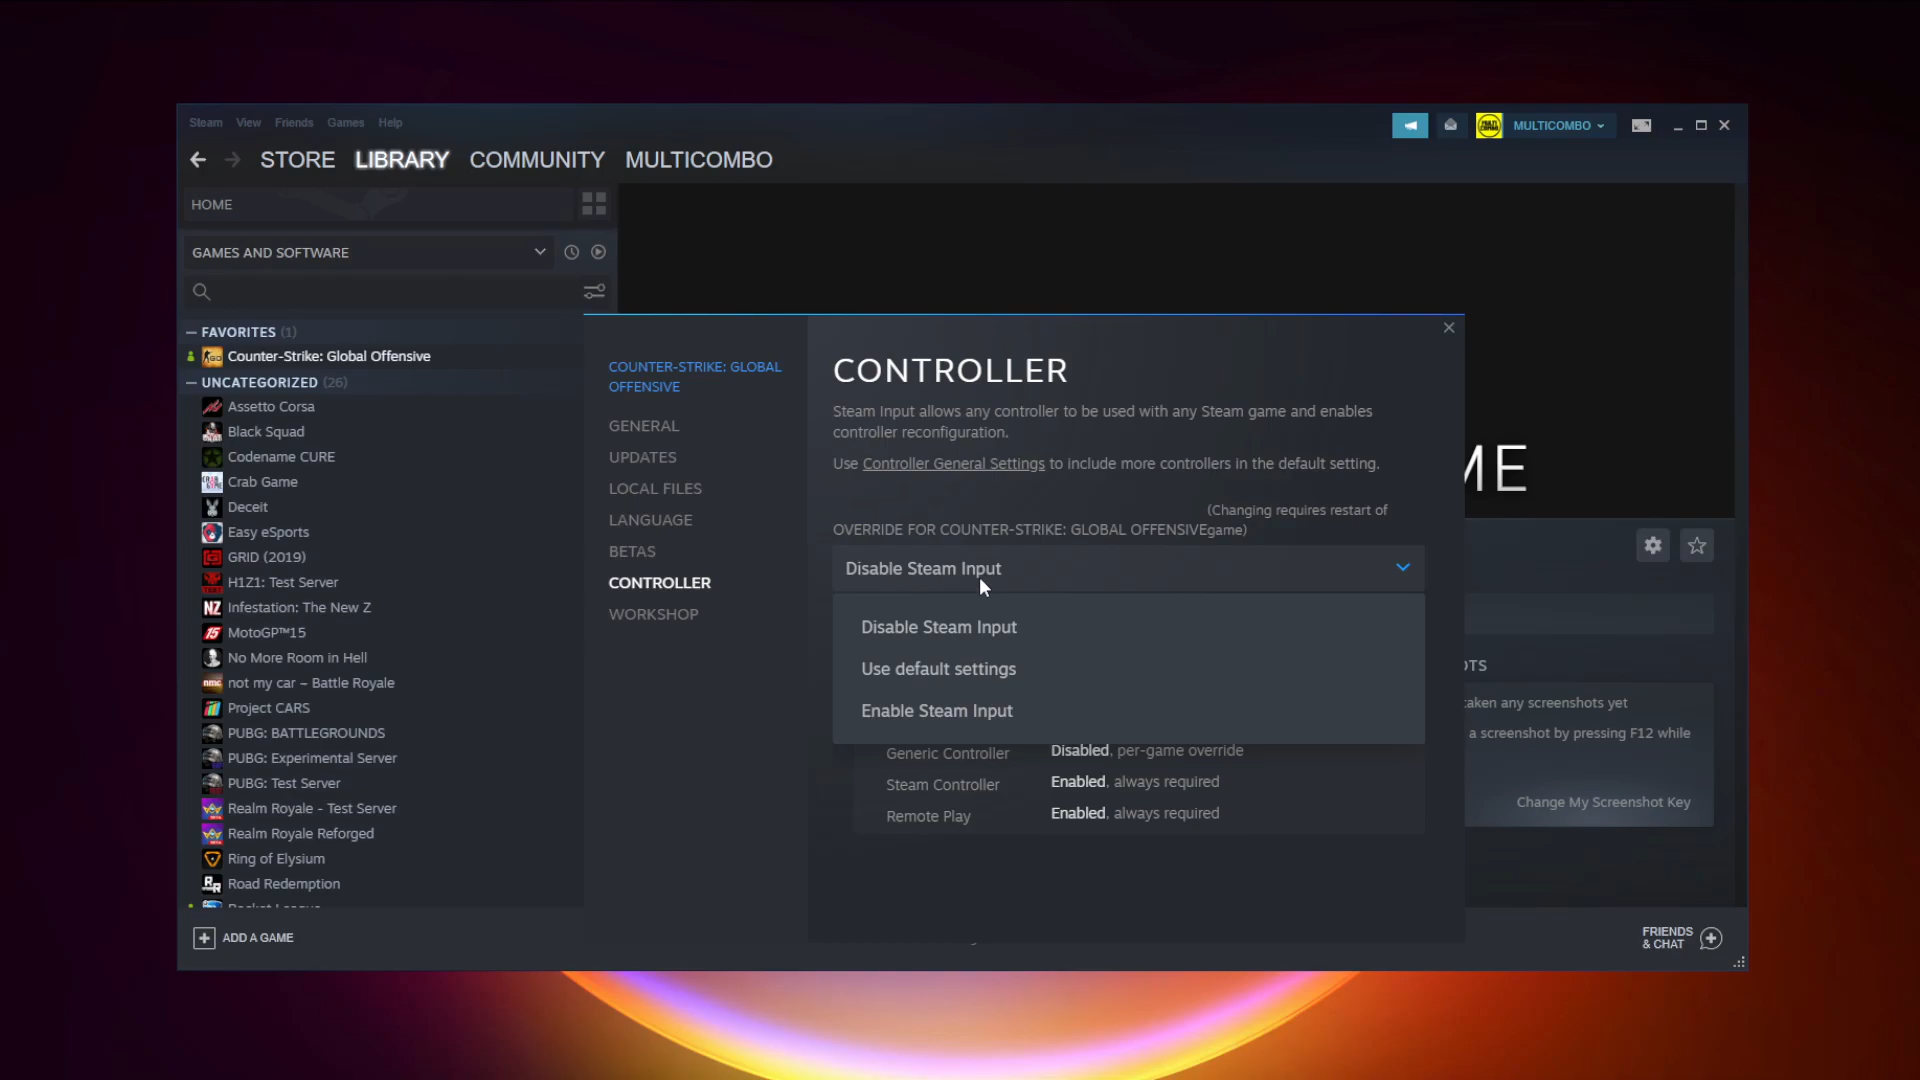 Steam View Friends Games Help
MULTICOMBO
STORE LIBRARY COMMUNITY MULTICOMBO
HOME
GAMES AND SOFTWARE
FAVORITES (1)
Counter-Strike: Global Offensive
UNCATEGORIZED (26)
Assetto Corsa
Black Squad
Codename CURE
Crab Game
Deceit
Easy eSports
GRID (2019)
H1Z1: Test Server
Infestation: The New Z
MotoGP™15
No More Room in Hell
not my car – Battle Royale
Project CARS
PUBG: BATTLEGROUNDS
PUBG: Experimental Server
PUBG: Test Server
Realm Royale - Test Server
Realm Royale Reforged
Ring of Elysium
Road Redemption
ADD A GAME
COUNTER-STRIKE: GLOBAL
OFFENSIVE
GENERAL
UPDATES
LOCAL FILES
LANGUAGE
BETAS
CONTROLLER
WORKSHOP
CONTROLLER
Steam Input allows any controller to be used with any Steam game and enables
controller reconfiguration.
Use Controller General Settings to include more controllers in the default setting.
(Changing requires restart of
OVERRIDE FOR COUNTER-STRIKE: GLOBAL OFFENSIVEgame)
Disable Steam Input
Disable Steam Input
Use default settings
Enable Steam Input
Generic Controller Disabled, per-game override
Steam Controller Enabled, always required
Remote Play Enabled, always required
ME
OTS
taken any screenshots yet
a screenshot by pressing F12 while
Change My Screenshot Key
FRIENDS
& CHAT